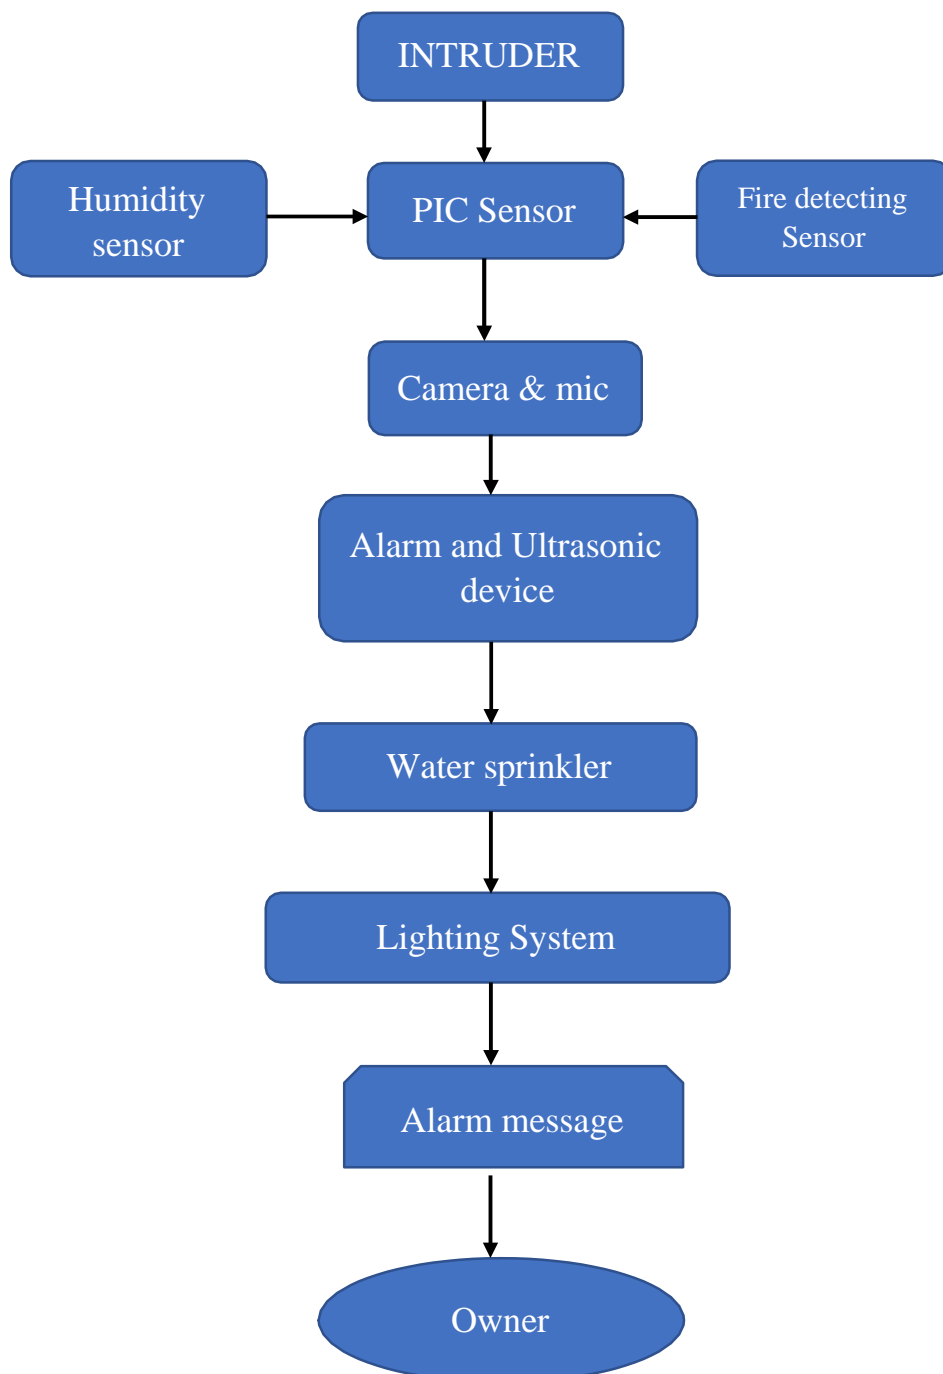 INTRUDER
Humidity
sensor
PIC Sensor
Fire detecting
Sensor
Camera & mic
Alarm and Ultrasonic
device
Water sprinkler
Lighting System
Alarm message
Owner